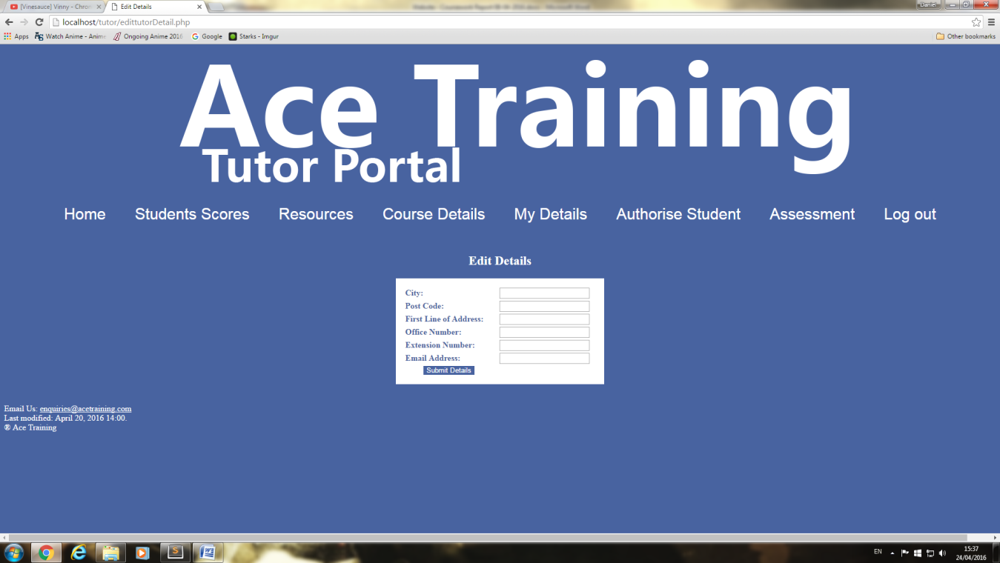 [Vinesauce] Vinny - Chrom
Edit Details
Daniel
localhost/tutor/edittutorDetail.php
Apps
Watch Anime - Anime
Ongoing Anime 2016
Google
Starks - Imgur
Other bookmarks
Ace Training
Tutor Portal
Home
Students Scores
Resources
Course Details
My Details
Authorise Student
Assessment
Log out
Edit Details
City:
Post Code:
First Line of Address:
Office Number:
Extension Number:
Email Address:
Submit Details
Email Us: enquiries@acetraining.com
Last modified: April 20, 2016 14:00.
® Ace Training
EN
15:37
24/04/2016